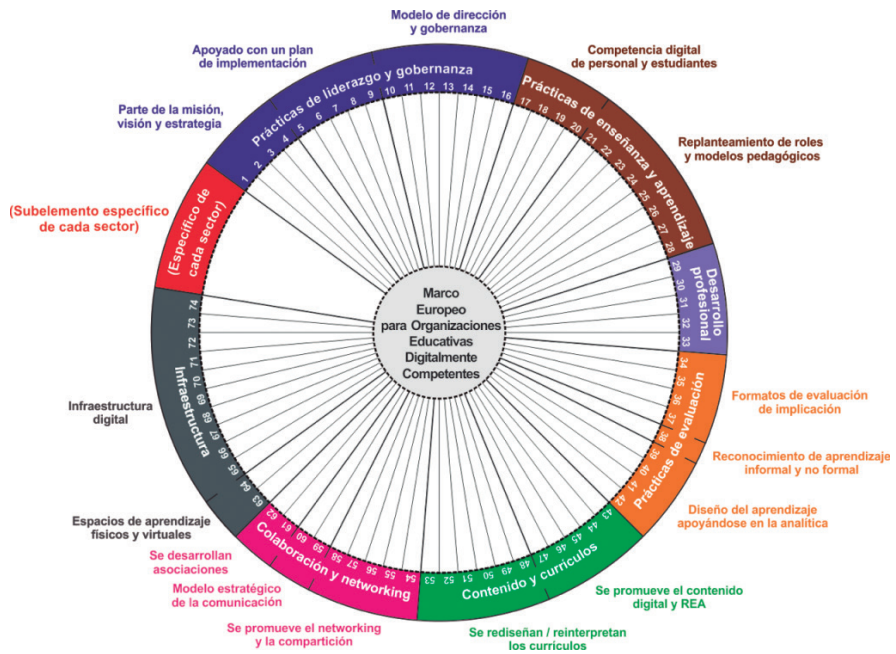 Modelo de dirección
y gobernanza
Apoyado con un plan
de implementación
Competencia digital
de personal y estudiantes
Parte de la misión,
visión y estrategia
Replanteamiento de roles
y modelos pedagógicos
(Subelemento específico
de cada sector)
Prácticas de liderazgo y gobernanza
1 2 3 4 5 6 7 8 9 10 11 12 13 14 15 16
Prácticas de enseñanza y aprendizaje
17 18 19 20 21 22 23 24 25 26 27 28
Desarrollo
profesional
29 30 31 32 33
Prácticas de evaluación
34 35 36 37 38 39 40 41 42
Contenido y currículos
43 44 45 46 47 48 49 50 51 52 53
Colaboración y networking
54 55 56 57 58 59 60 61 62
Infraestructura
63 64 65 66 67 68 69 70 71 72 73 74
(Específico de
cada sector)
Marco
Europeo
para Organizaciones
Educativas
Digitalmente
Competentes
Formatos de evaluación
de implicación
Reconocimiento de aprendizaje
informal y no formal
Diseño del aprendizaje
apoyándose en la analítica
Se promueve el contenido
digital y REA
Se rediseñan / reinterpretan
los currículos
Se promueve el networking
y la compartición
Modelo estratégico
de la comunicación
Se desarrollan
asociaciones
Espacios de aprendizaje
físicos y virtuales
Infraestructura
digital